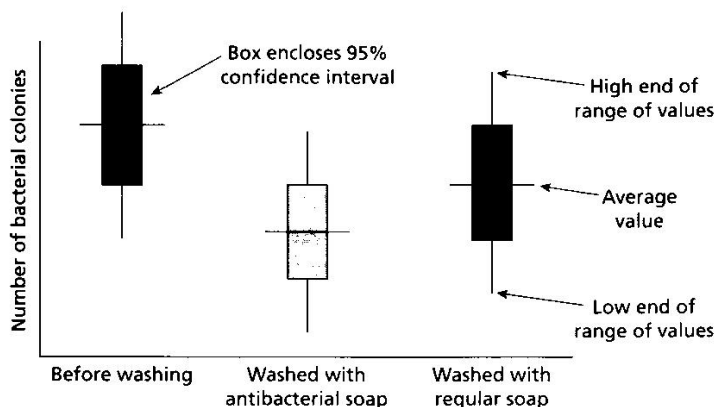 Number of bacterial colonies
Box encloses 95%
confidence interval
High end of
range of values
Average
value
Low end of
range of values
Before washing
Washed with
antibacterial soap
Washed with
regular soap